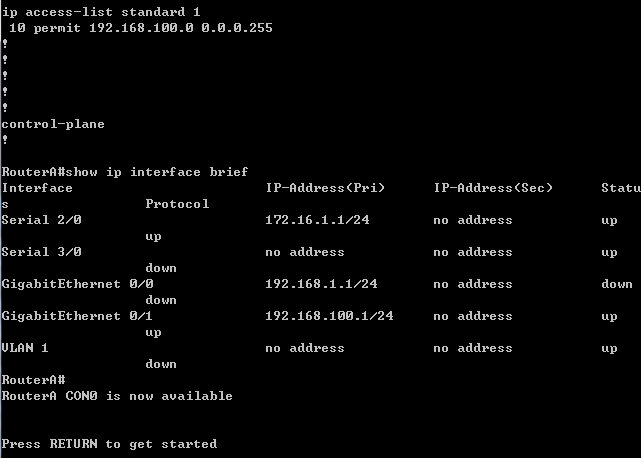 ip access-list standard 1
 10 permit 192.168.100.0 0.0.0.255
!
!
!
!
!
control-plane
!
RouterA#show ip interface brief
Interface                        IP-Address(Pri)      IP-Address(Sec)      Statu
s                 Protocol
Serial 2/0                       172.16.1.1/24        no address           up
                  up
Serial 3/0                       no address           no address           up
                  down
GigabitEthernet 0/0              192.168.1.1/24       no address           down
                  down
GigabitEthernet 0/1              192.168.100.1/24     no address           up
                  up
VLAN 1                           no address           no address           up
                  down
RouterA#
RouterA CON0 is now available
Press RETURN to get started